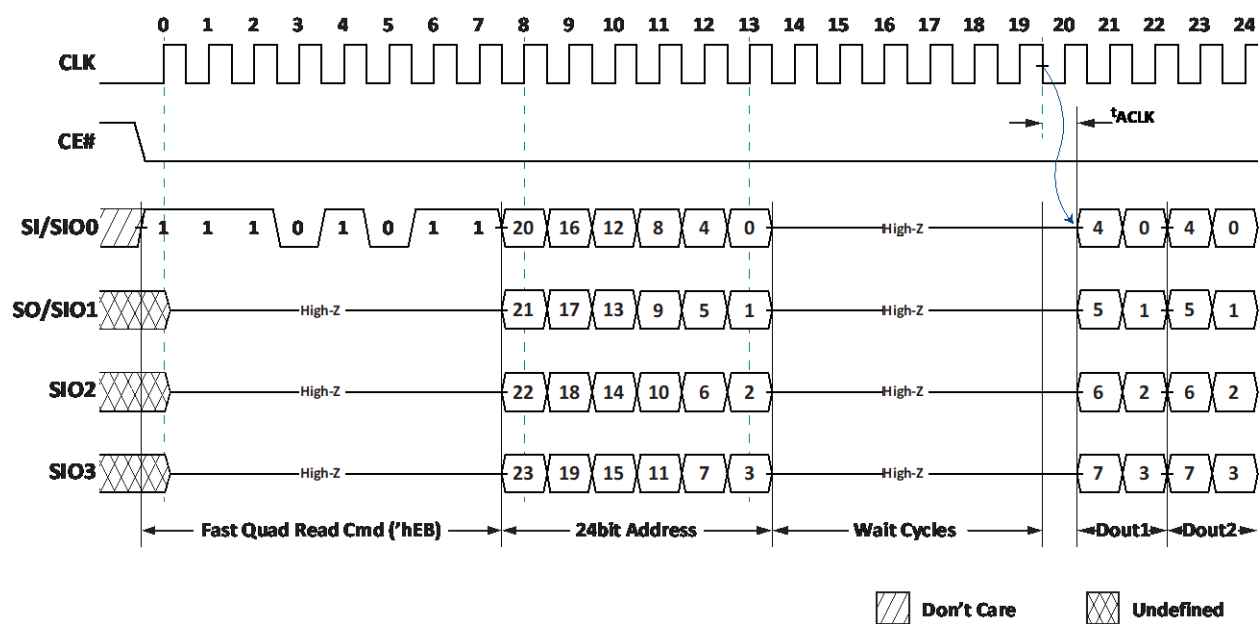 0 1 2 3 4 5 6 7 8 9 10 11 12 13 14 15 16 17 18 19 20 21 22 23 24
CLK
tACLK
CE#
SI/SIO0 1 1 1 0 1 0 1 1 20 16 12 8 4 0 High-Z 4 0 4 0
SO/SIO1 High-Z 21 17 13 9 5 1 High-Z 5 1 5 1
SIO2 High-Z 22 18 14 10 6 2 High-Z 6 2 6 2
SIO3 High-Z 23 19 15 11 7 3 High-Z 7 3 7 3
Fast Quad Read Cmd ('hEB) 24bit Address Wait Cycles Dout1 Dout2
Don't Care Undefined